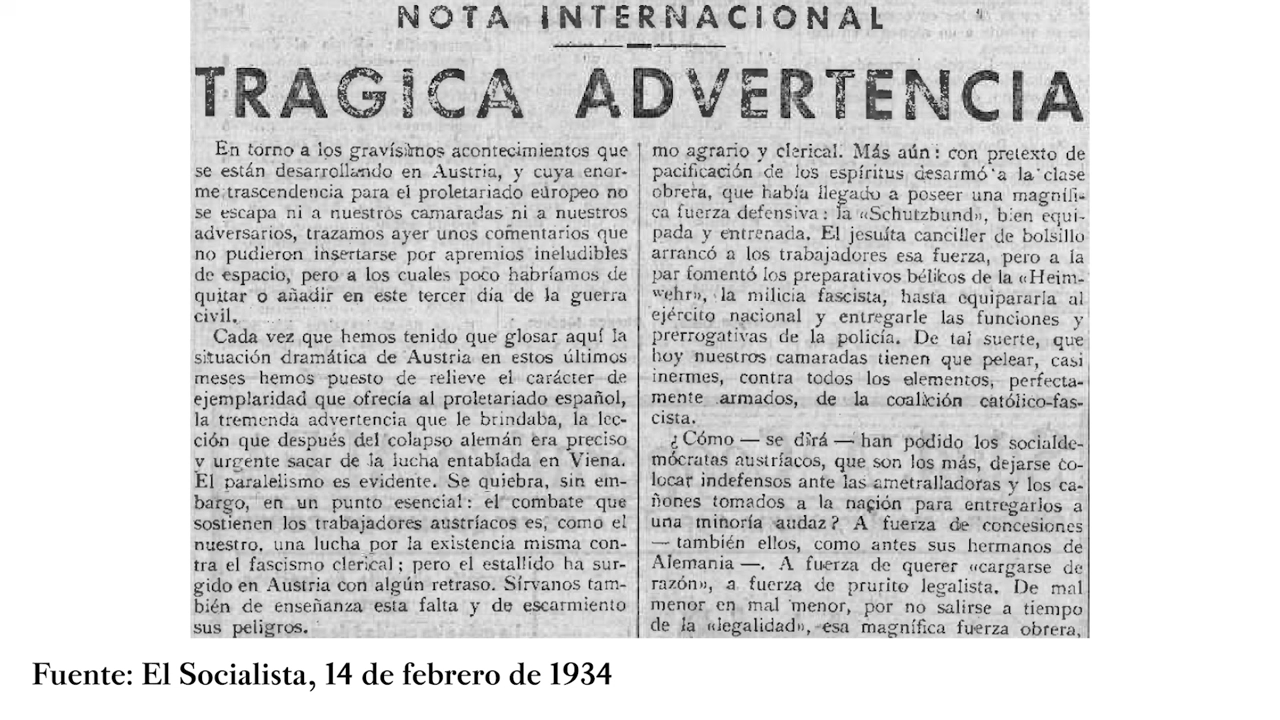 NOTA INTERNACIONAL
TRAGICA ADVERTENCIA
En torno a los gravísimos acontecimientos que
se están desarrollando en Austria, y cuya enor-
me trascendencia para el proletariado europeo no
se escapa ni a nuestros camaradas ni a nuestros
adversarios, trazamos ayer unos comentarios que
no pudieron insertarse por apremios ineludibles
de espacio, pero a los cuales poco habríamos de
quitar o añadir en este tercer día de la guerra
civil.
Cada vez que hemos tenido que glosar aquí la
situación dramática de Austria en estos últimos
meses hemos puesto de relieve el carácter de
ejemplaridad que ofrecía al proletariado español,
la tremenda advertencia que le brindaba, la lec-
ción que después del colapso alemán era preciso
y urgente sacar de la lucha entablada en Viena.
El paralelismo es evidente. Se quiebra, sin em-
bargo, en un punto esencial: el combate que
sostienen los trabajadores austríacos es, como el
nuestro, una lucha por la existencia misma con-
tra el fascismo clerical; pero el estallido ha sur-
gido en Austria con algún retraso. Sírvanos tam-
bién de enseñanza esta falta y de escarmiento
sus peligros.
mo agrario y clerical. Más aún: con pretexto de
pacificación de los espíritus desarmó a la clase
obrera, que había llegado a poseer una magnífi-
ca fuerza defensiva: la «Schutzbund», bien equi-
pada y entrenada. El jesuíta canciller de bolsillo
arrancó a los trabajadores esa fuerza, pero a la
par fomentó los preparativos bélicos de la «Heim-
wehr», la milicia fascista, hasta equipararla al
ejército nacional y entregarle las funciones y
prerrogativas de la policía. De tal suerte, que
hoy nuestros camaradas tienen que pelear, casi
inermes, contra todos los elementos, perfecta-
mente armados, de la coalición católico-fas-
cista.
¿Cómo — se dirá — han podido los socialde-
mócratas austríacos, que son los más, dejarse co-
locar indefensos ante las ametralladoras y los ca-
ñones tomados a la nación para entregarlos a
una minoría audaz? A fuerza de concesiones
— también ellos, como antes sus hermanos de
Alemania —. A fuerza de querer «cargarse de
razón», a fuerza de prurito legalista. De mal
menor en mal menor, por no salirse a tiempo
de la «legalidad», esa magnífica fuerza obrera,
Fuente: El Socialista, 14 de febrero de 1934